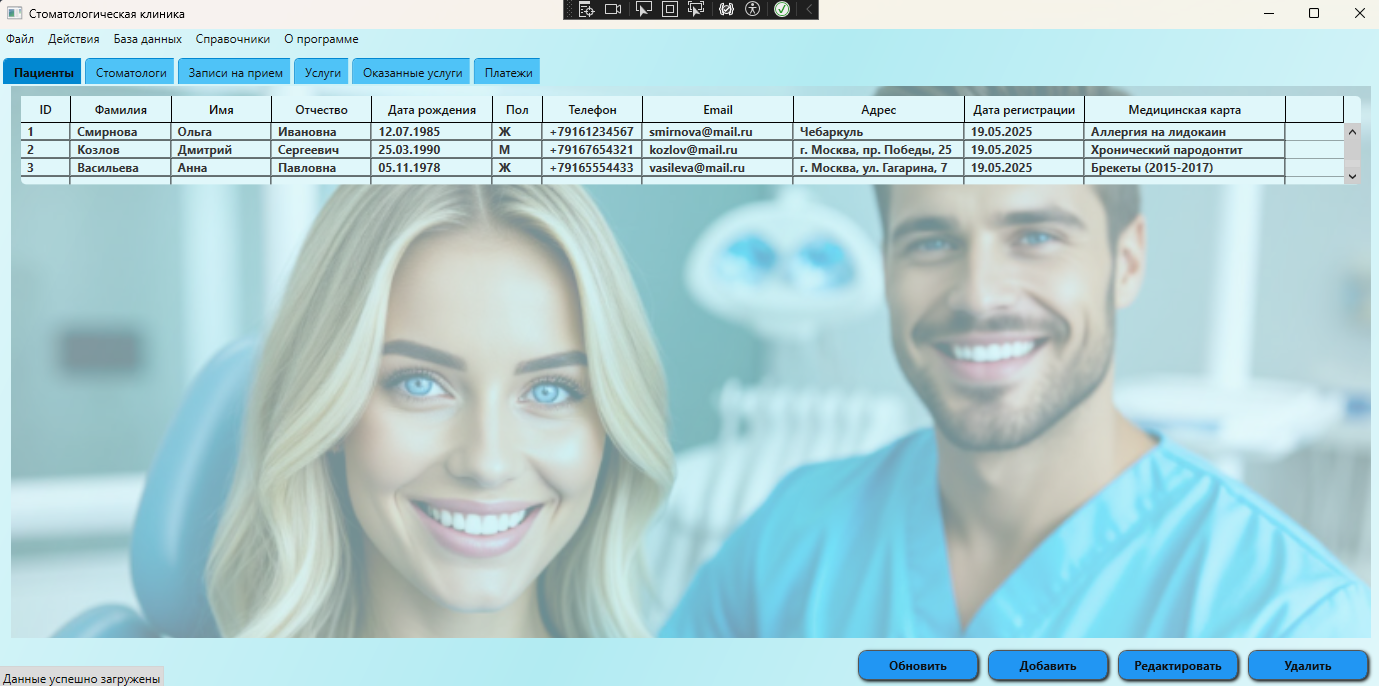 Стоматологическая клиника
Файл Действия База данных Справочники О программе
Пациенты Стоматологи Записи на прием Услуги Оказанные услуги Платежи
ID Фамилия Имя Отчество Дата рождения Пол Телефон Email Адрес Дата регистрации Медицинская карта
1 Смирнова Ольга Ивановна 12.07.1985 Ж +79161234567 smirnova@mail.ru Чебаркуль 19.05.2025 Аллергия на лидокаин
2 Козлов Дмитрий Сергеевич 25.03.1990 М +79167654321 kozlov@mail.ru г. Москва, пр. Победы, 25 19.05.2025 Хронический пародонтит
3 Васильева Анна Павловна 05.11.1978 Ж +79165554433 vasileva@mail.ru г. Москва, ул. Гагарина, 7 19.05.2025 Брекеты (2015-2017)
Обновить Добавить Редактировать Удалить
Данные успешно загружены